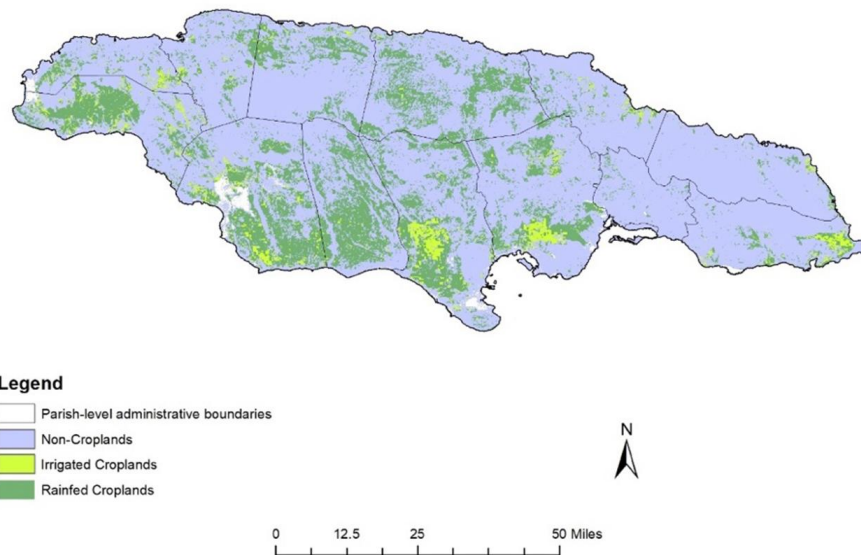 Legend
Parish-level administrative boundaries
Non-Croplands
Irrigated Croplands
Rainfed Croplands
N
0 12.5 25 50 Miles